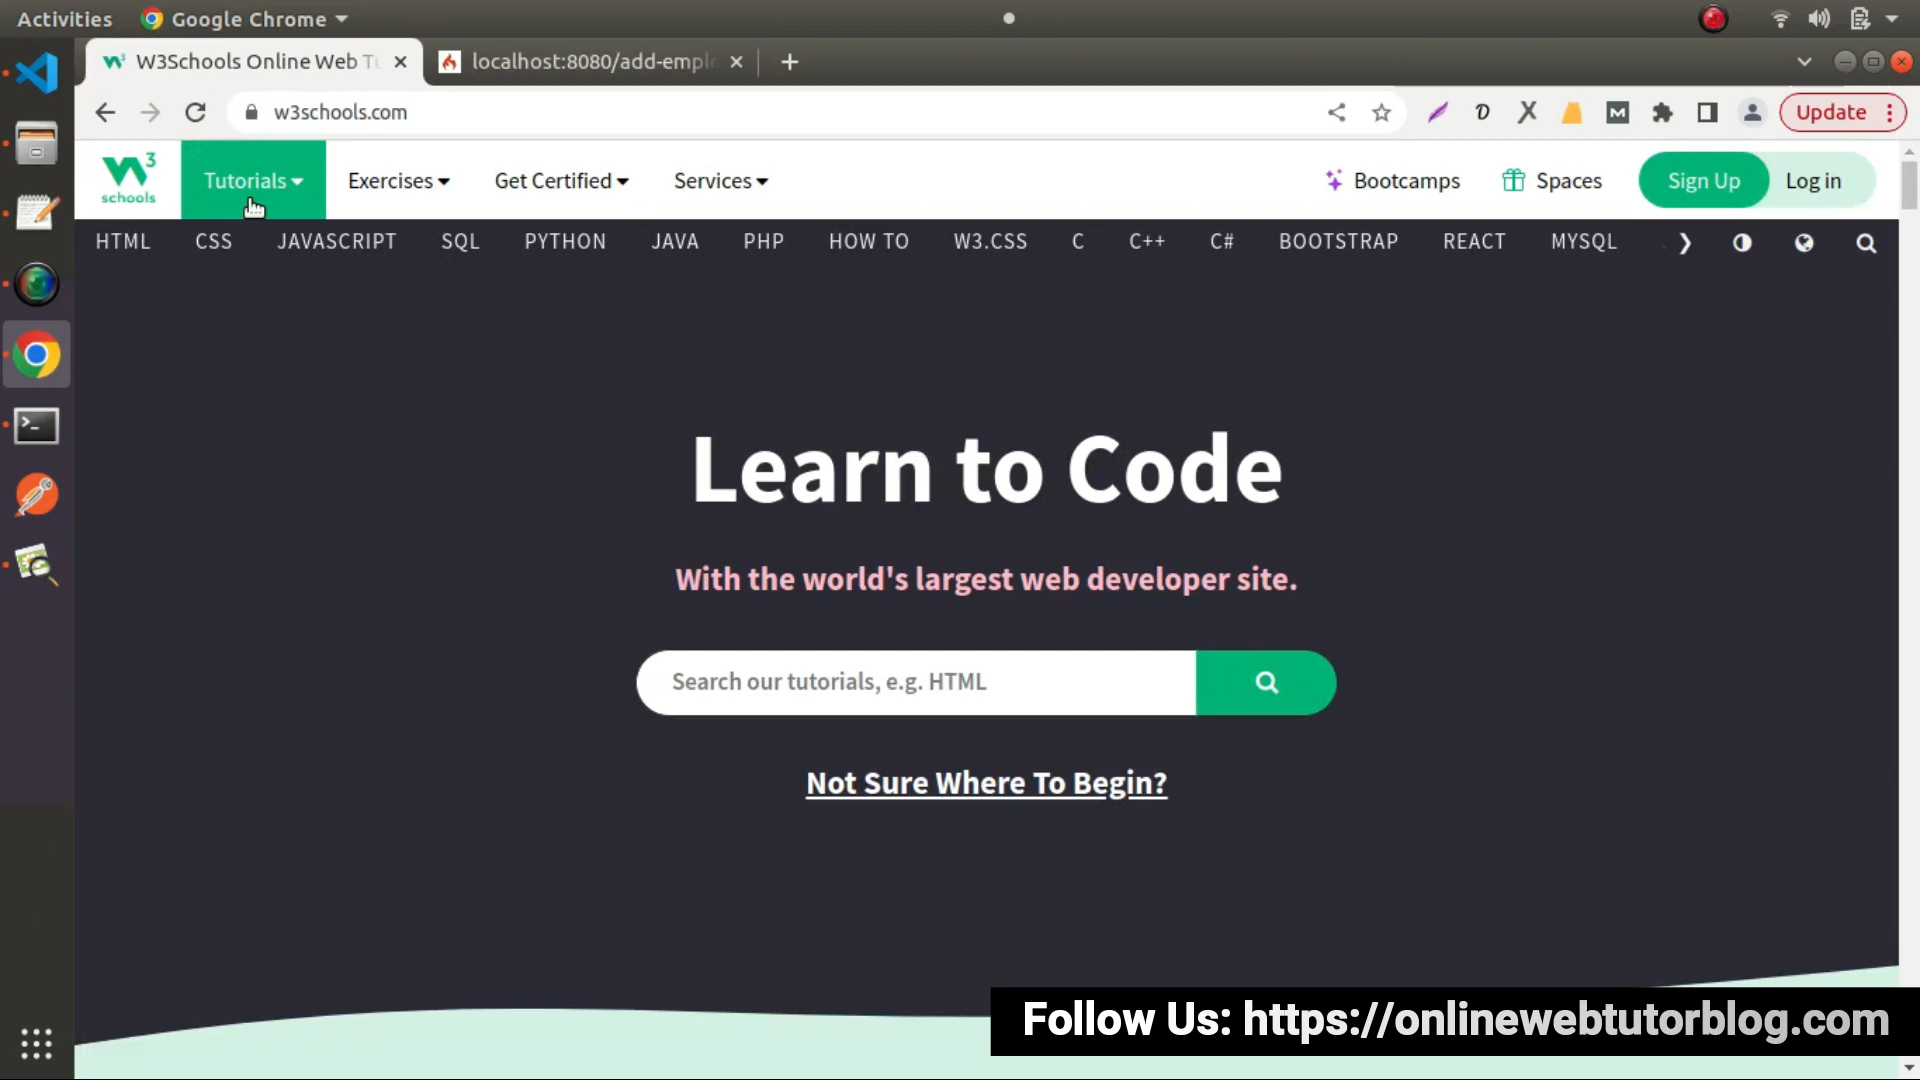 Activities
Google Chrome
W3Schools Online Web Tu
localhost:8080/add-empl
w3schools.com
Update
W3
schools
Tutorials
Exercises
Get Certified
Services
Bootcamps
Spaces
Sign Up
Log in
HTML
CSS
JAVASCRIPT
SQL
PYTHON
JAVA
PHP
HOW TO
W3.CSS
C
C++
C#
BOOTSTRAP
REACT
MYSQL
Learn to Code
With the world's largest web developer site.
Search our tutorials, e.g. HTML
Not Sure Where To Begin?
Follow Us: https://onlinewebtutorblog.com